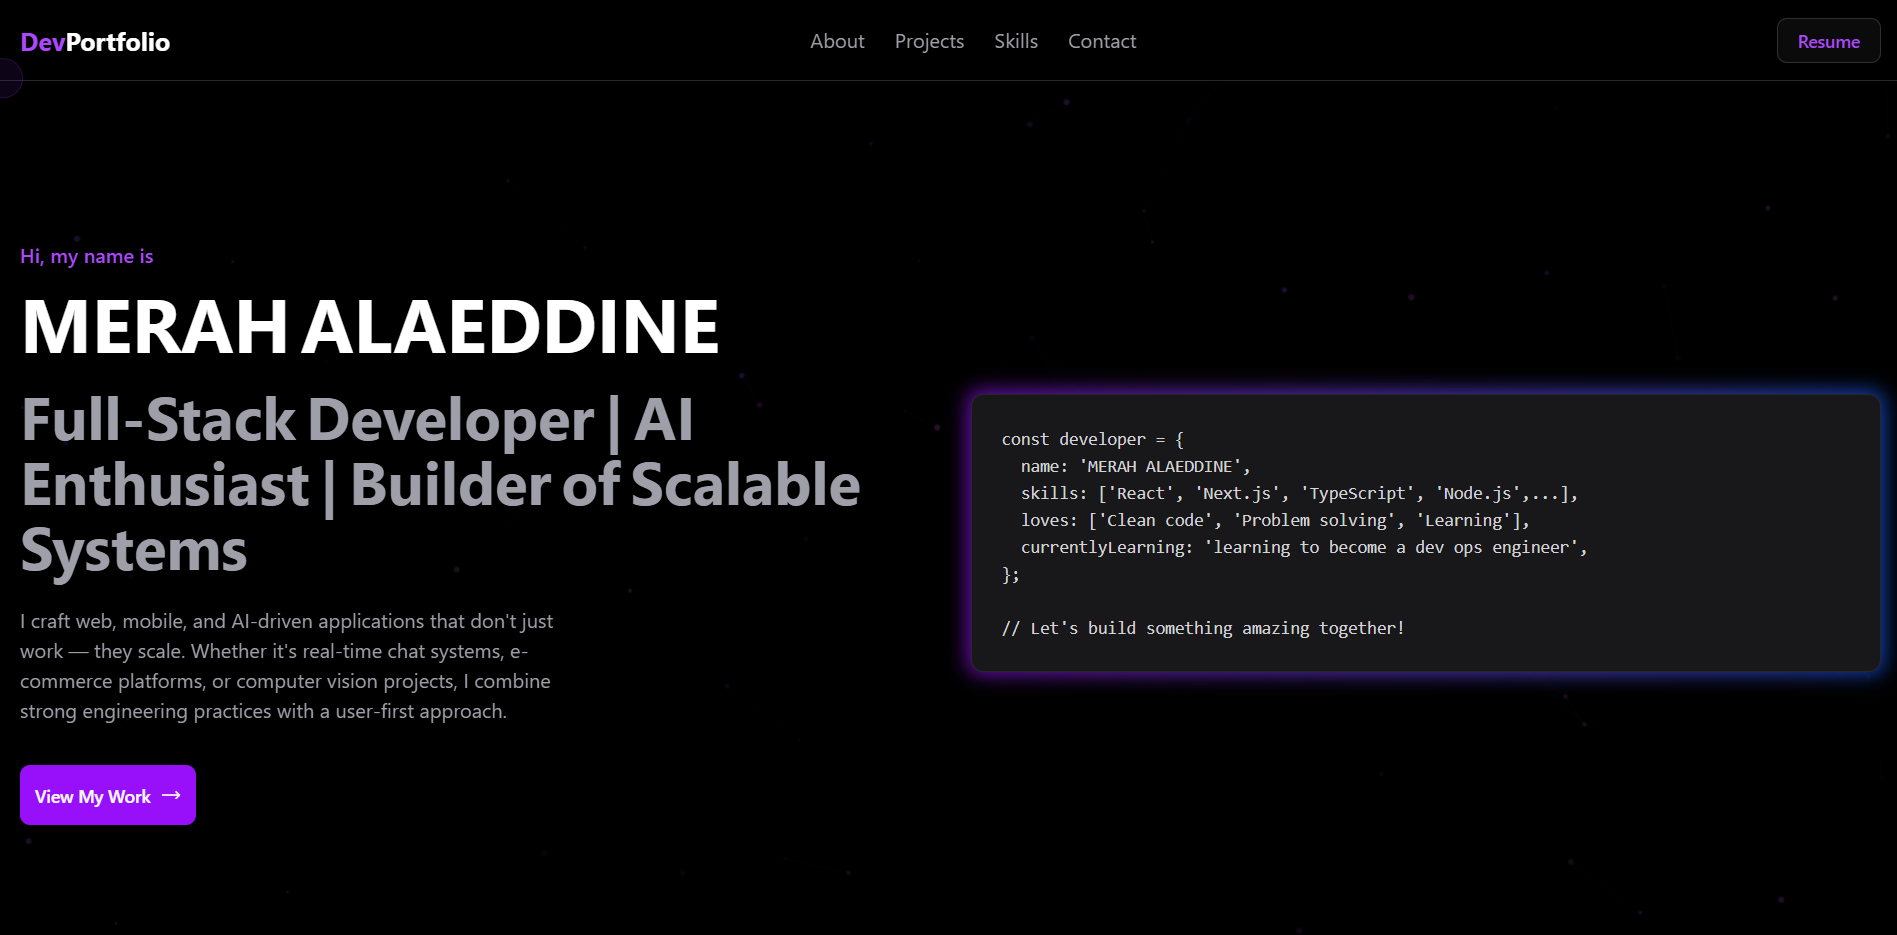 DevPortfolio
About Projects Skills Contact
Resume
Hi, my name is
MERAH ALAEDDINE
Full-Stack Developer | AI
Enthusiast | Builder of Scalable
Systems
I craft web, mobile, and AI-driven applications that don't just
work — they scale. Whether it's real-time chat systems, e-
commerce platforms, or computer vision projects, I combine
strong engineering practices with a user-first approach.
View My Work →
const developer = {
  name: 'MERAH ALAEDDINE',
  skills: ['React', 'Next.js', 'TypeScript', 'Node.js',...],
  loves: ['Clean code', 'Problem solving', 'Learning'],
  currentlyLearning: 'learning to become a dev ops engineer',
};
// Let's build something amazing together!